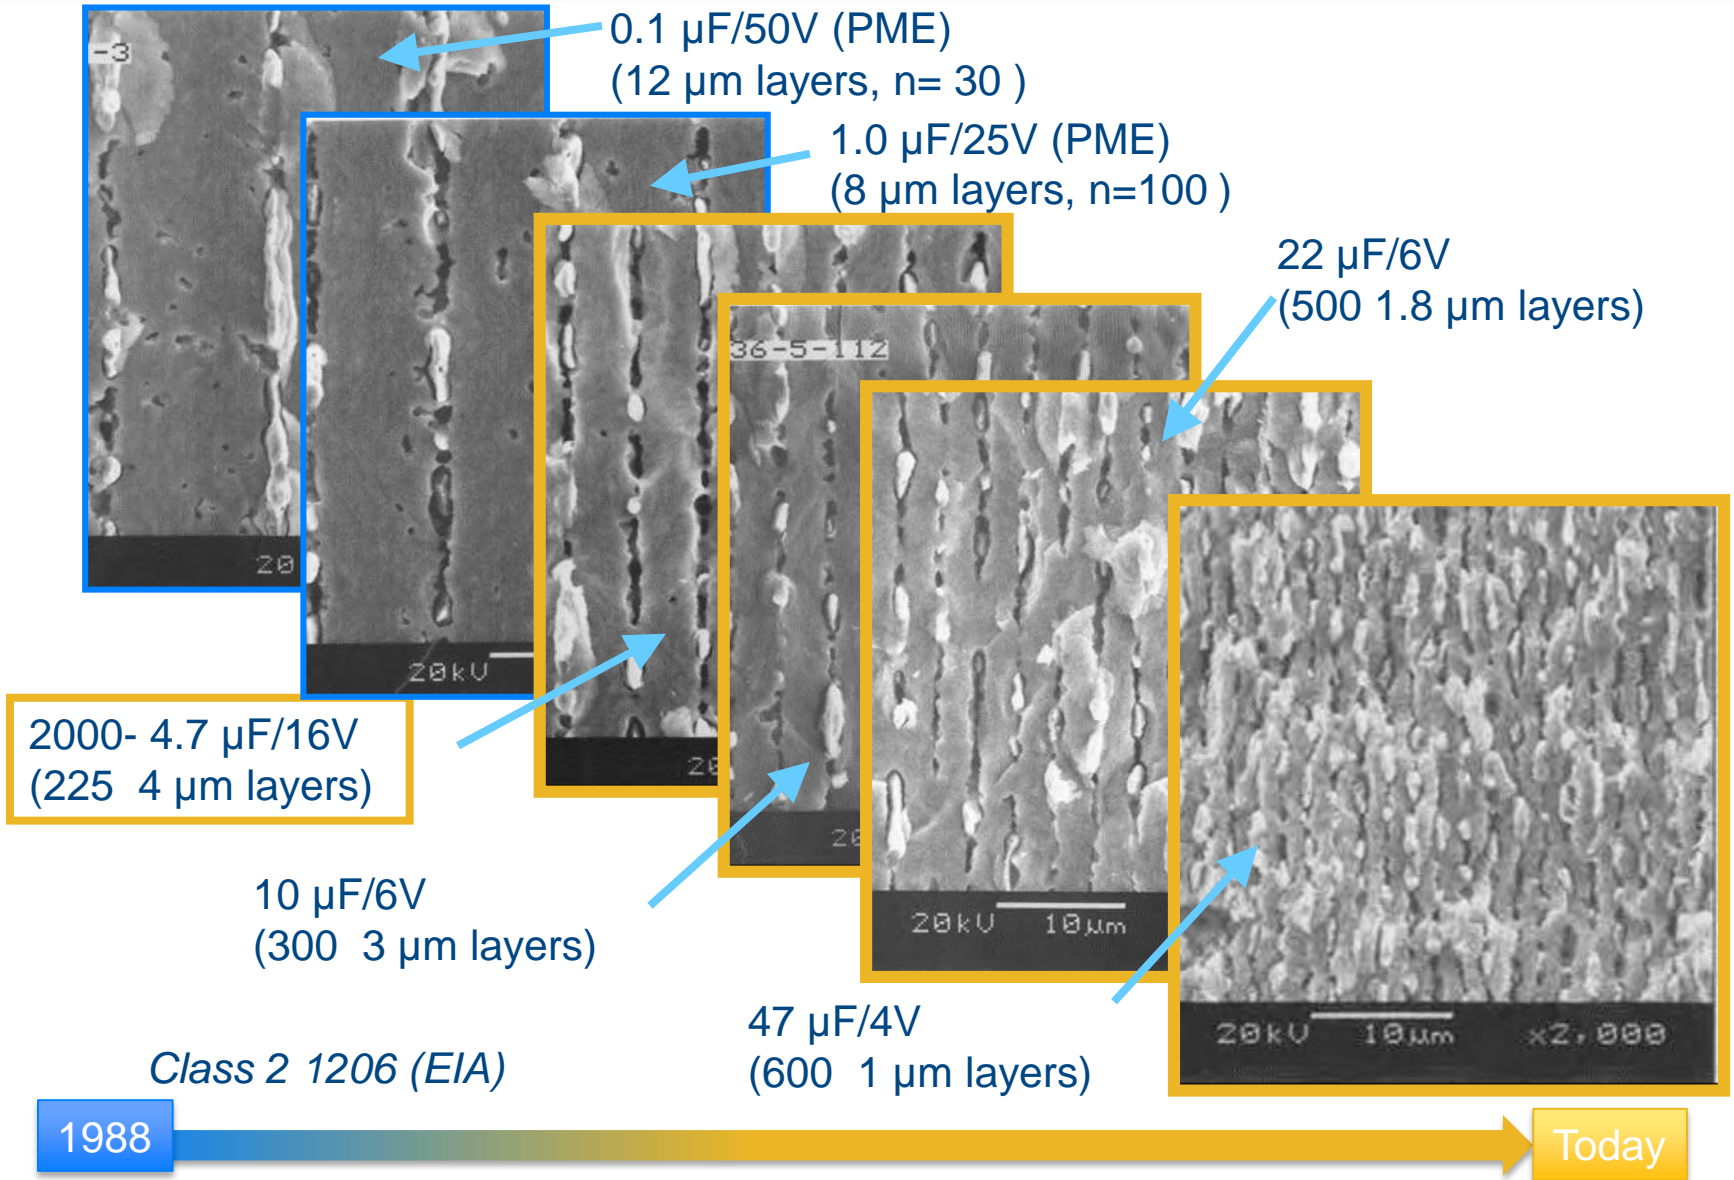 -3
0.1 µF/50V (PME)
(12 µm layers, n= 30 )
1.0 µF/25V (PME)
(8 µm layers, n=100 )
22 µF/6V
(500 1.8 µm layers)
36-5-112
20
20kV
2000- 4.7 µF/16V
(225 4 µm layers)
20
20
10 µF/6V
(300 3 µm layers)
20kV 10µm
47 µF/4V
(600 1 µm layers)
20kV 10µm x2,000
Class 2 1206 (EIA)
1988
Today